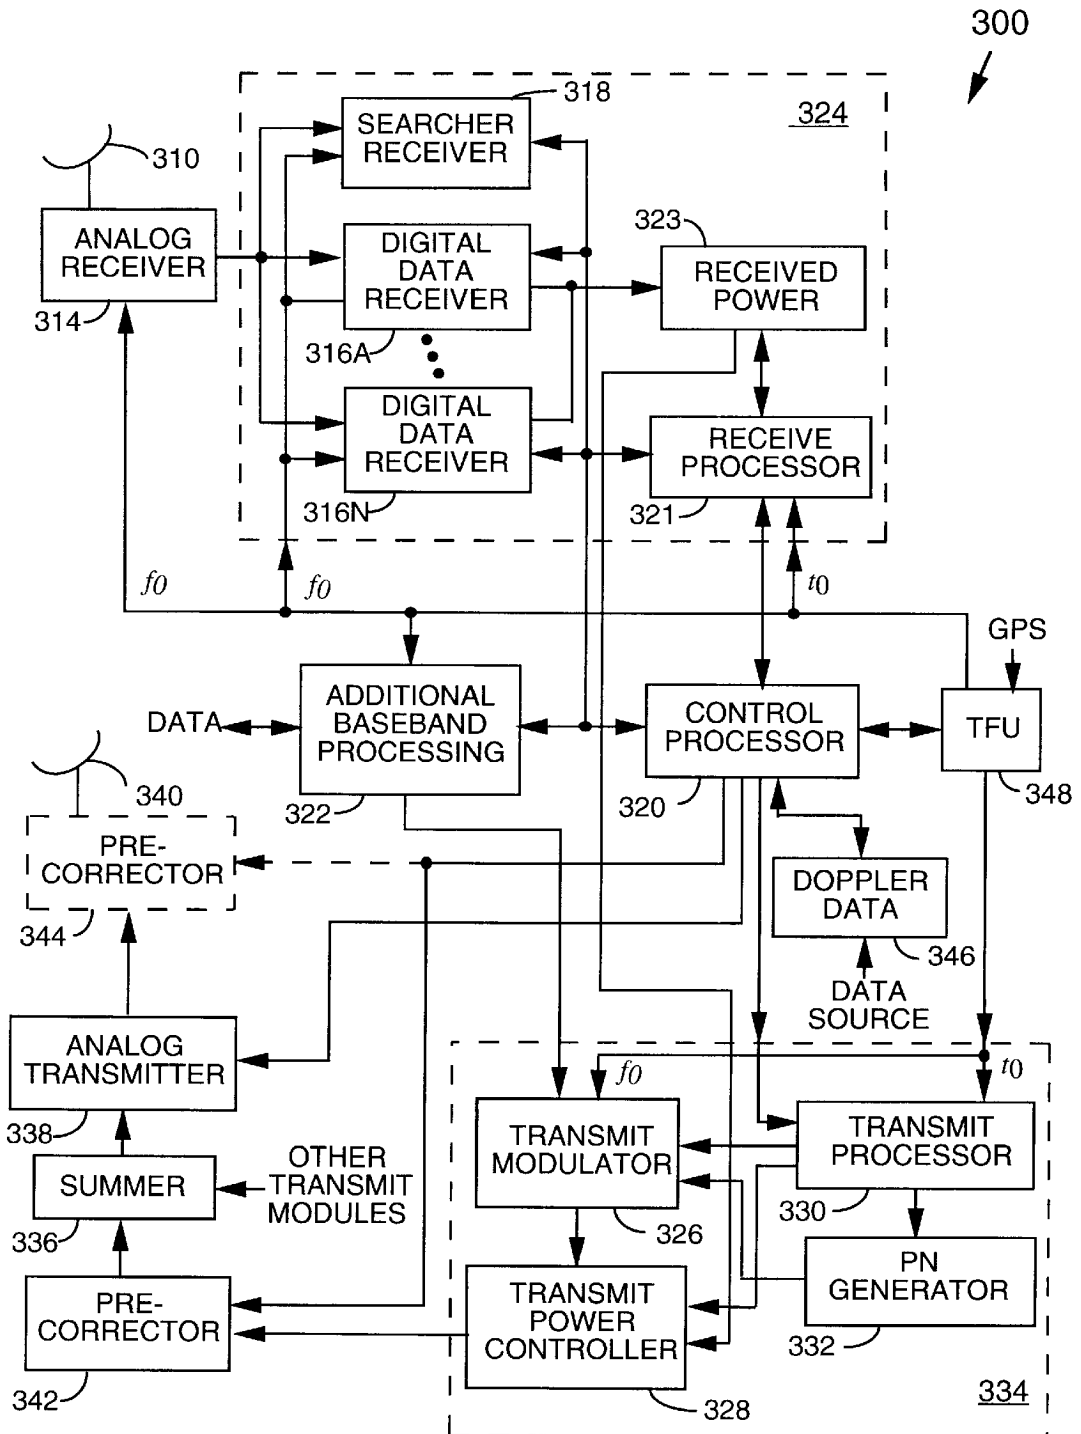 300
318
324
SEARCHER
RECEIVER
310
323
ANALOG
RECEIVER
DIGITAL
DATA
RECEIVER
RECEIVED
POWER
314
316A
DIGITAL
DATA
RECEIVER
RECEIVE
PROCESSOR
316N
321
f0
f0
t0
GPS
ADDITIONAL
BASEBAND
PROCESSING
DATA
CONTROL
PROCESSOR
TFU
340
322
320
348
PRE-
CORRECTOR
DOPPLER
DATA
344
346
DATA
SOURCE
ANALOG
TRANSMITTER
f0
t0
338
TRANSMIT
MODULATOR
TRANSMIT
PROCESSOR
SUMMER
OTHER
TRANSMIT
MODULES
330
336
326
PN
GENERATOR
PRE-
CORRECTOR
TRANSMIT
POWER
CONTROLLER
332
342
328
334